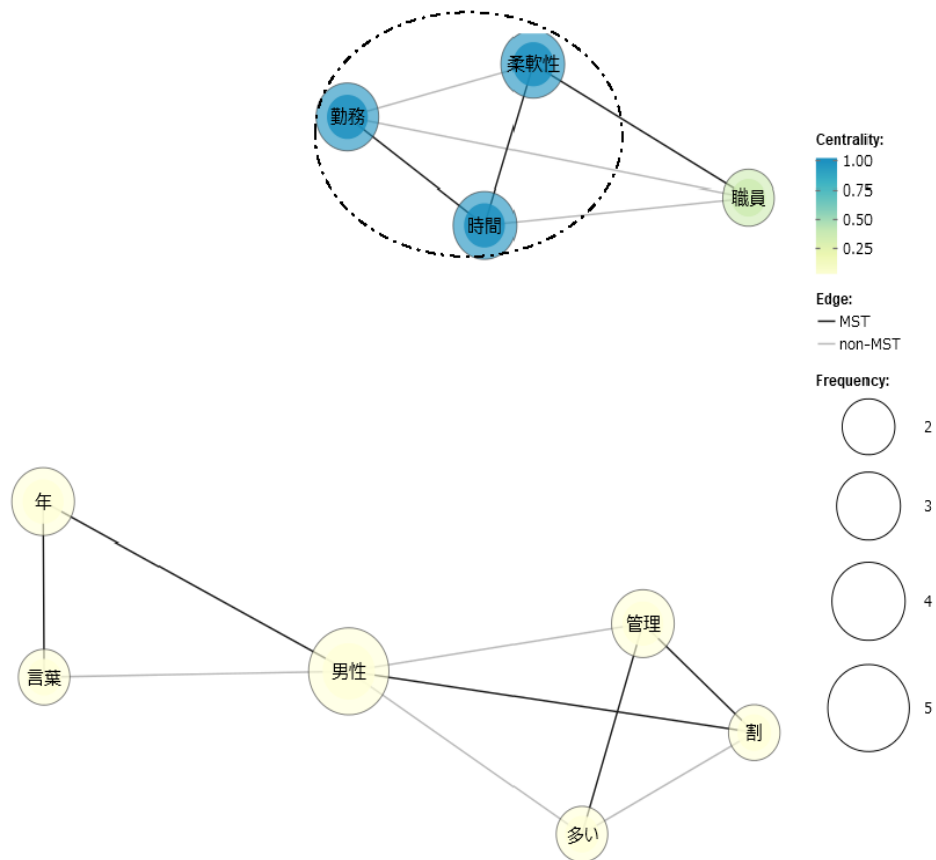 柔軟性
勤務
時間
職員
Centrality:
1.00
0.75
0.50
0.25
Edge:
MST
non-MST
Frequency:
2
3
4
5
年
言葉
男性
管理
割
多い